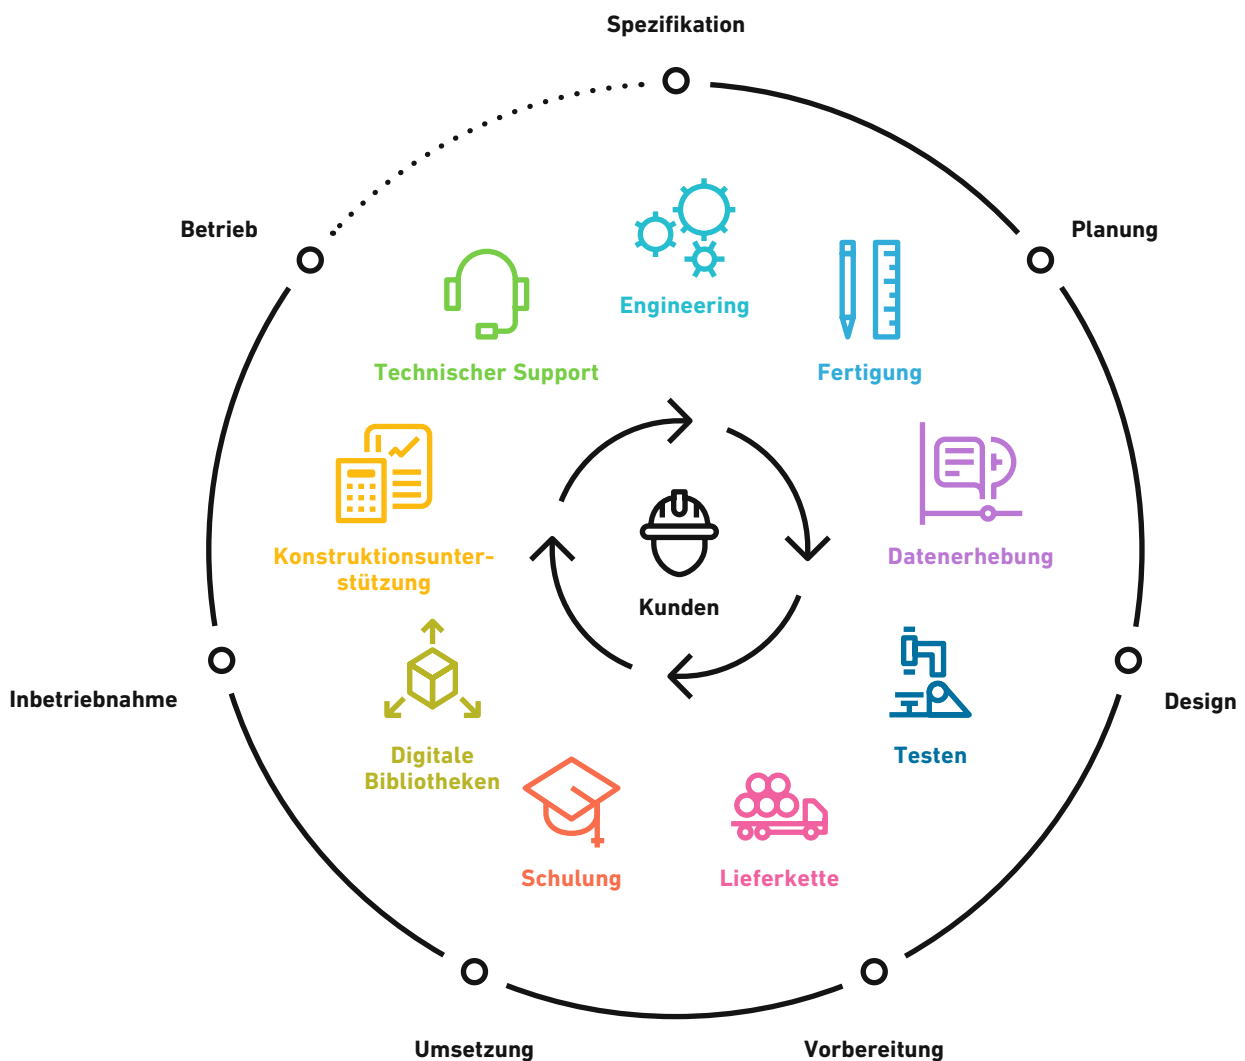 Spezifikation
Betrieb
Planung
Engineering
Technischer Support
Fertigung
Konstruktionsunter-
stützung
Datenerhebung
Kunden
Inbetriebnahme
Design
Digitale
Bibliotheken
Testen
Schulung
Lieferkette
Umsetzung
Vorbereitung